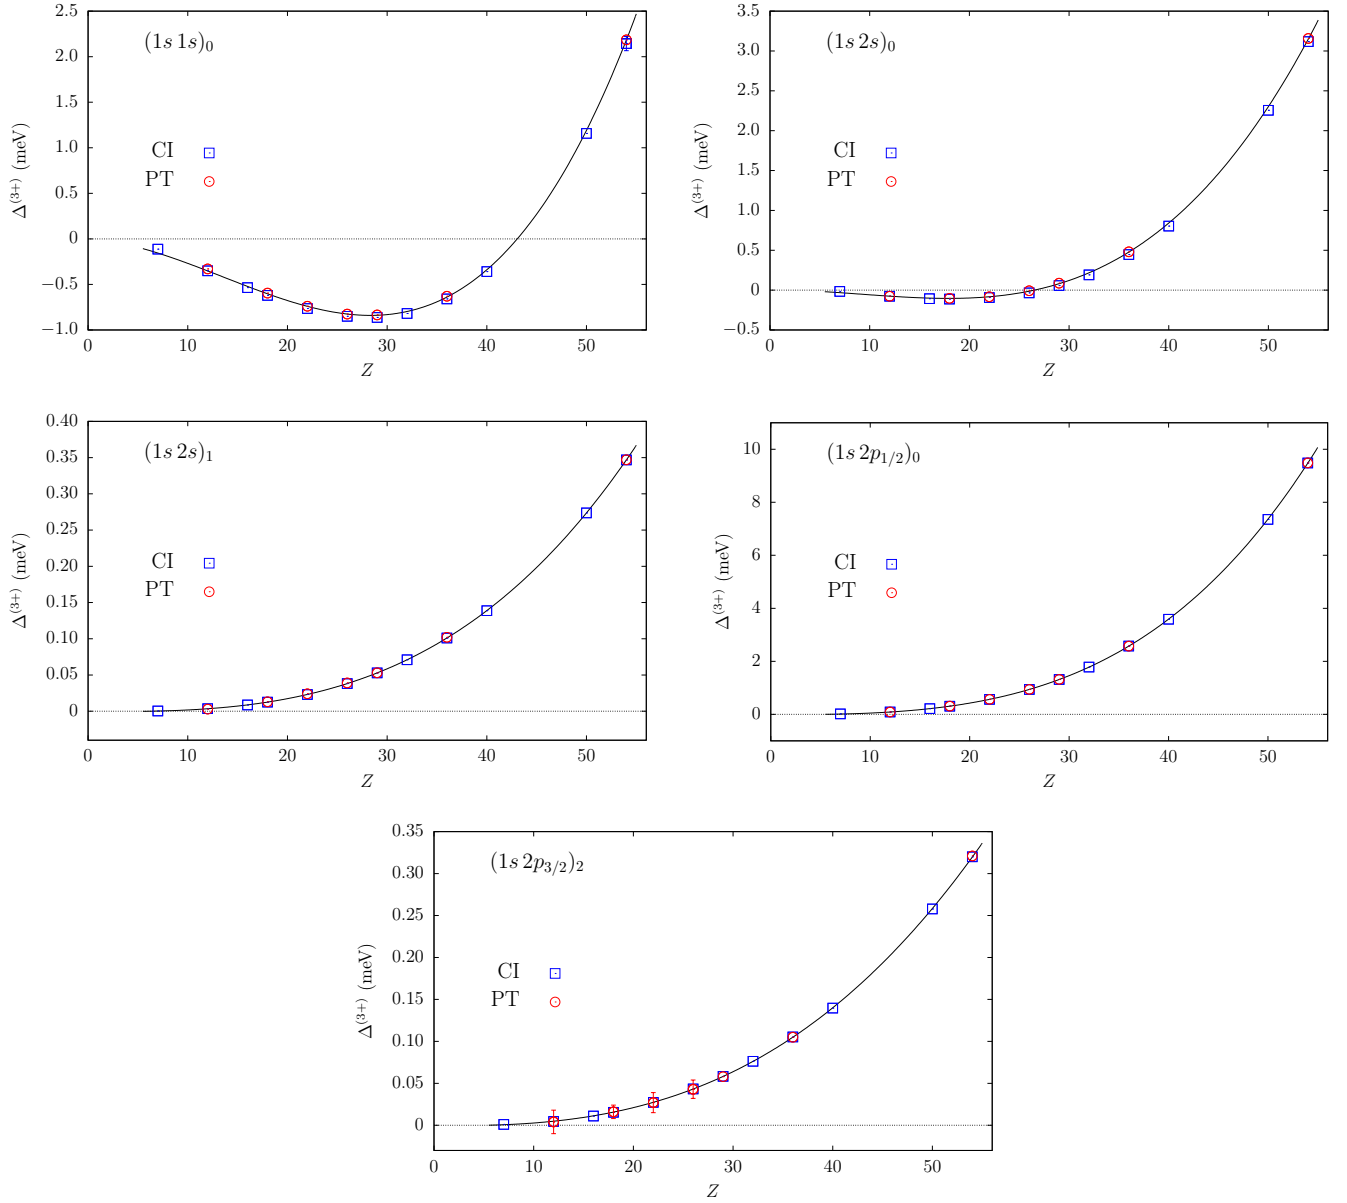 (1s 1s)₀
CI
PT
Δ⁽³⁺⁾ (meV)
2.5
2.0
1.5
1.0
0.5
0
−0.5
−1.0
0 10 20 30 40 50
Z
(1s 2s)₀
CI
PT
Δ⁽³⁺⁾ (meV)
3.5
3.0
2.5
2.0
1.5
1.0
0.5
0
−0.5
0 10 20 30 40 50
Z
(1s 2s)₁
CI
PT
Δ⁽³⁺⁾ (meV)
0.40
0.35
0.30
0.25
0.20
0.15
0.10
0.05
0
0 10 20 30 40 50
Z
(1s 2p₁/₂)₀
CI
PT
Δ⁽³⁺⁾ (meV)
10
8
6
4
2
0
0 10 20 30 40 50
Z
(1s 2p₃/₂)₂
CI
PT
Δ⁽³⁺⁾ (meV)
0.35
0.30
0.25
0.20
0.15
0.10
0.05
0
0 10 20 30 40 50
Z